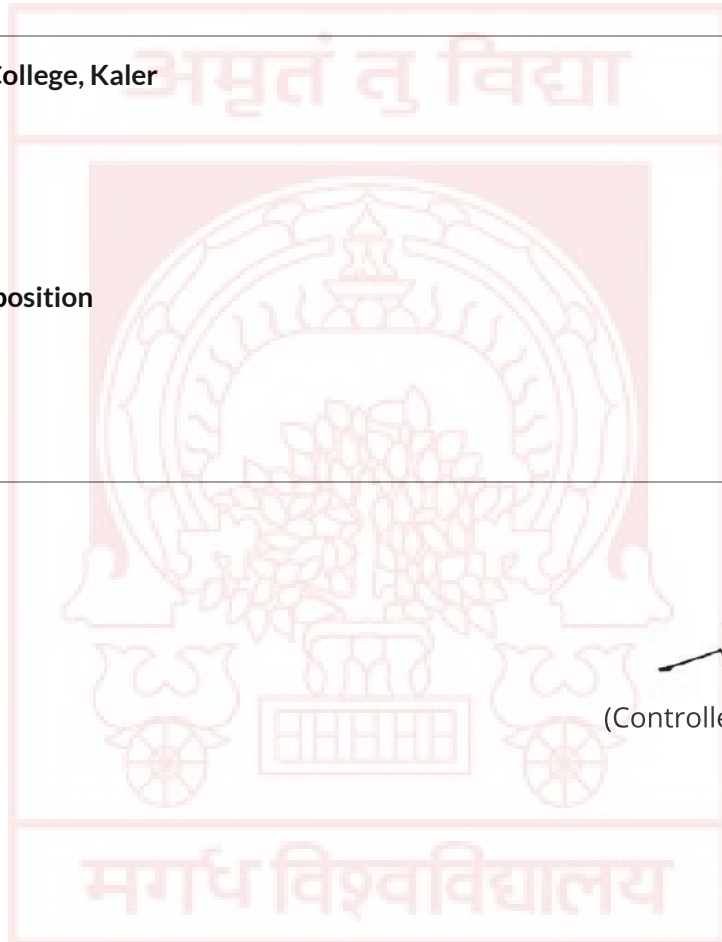 अमृतं तु विद्या
College, Kaler
position
(Controlle
मगध विश्वविद्यालय